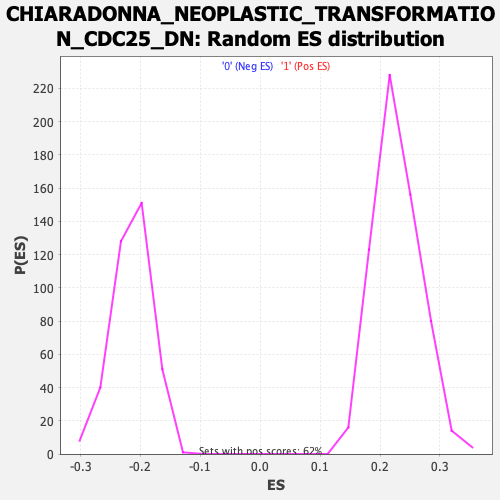 CHIARADONNA_NEOPLASTIC_TRANSFORMATIO
N_CDC25_DN: Random ES distribution
'0' (Neg ES) '1' (Pos ES)
220
200
180
160
140
120
100
80
60
40
20
0
P(ES)
Sets with pos scores: 62%
-0.3 -0.2 -0.1 0.0 0.1 0.2 0.3
ES